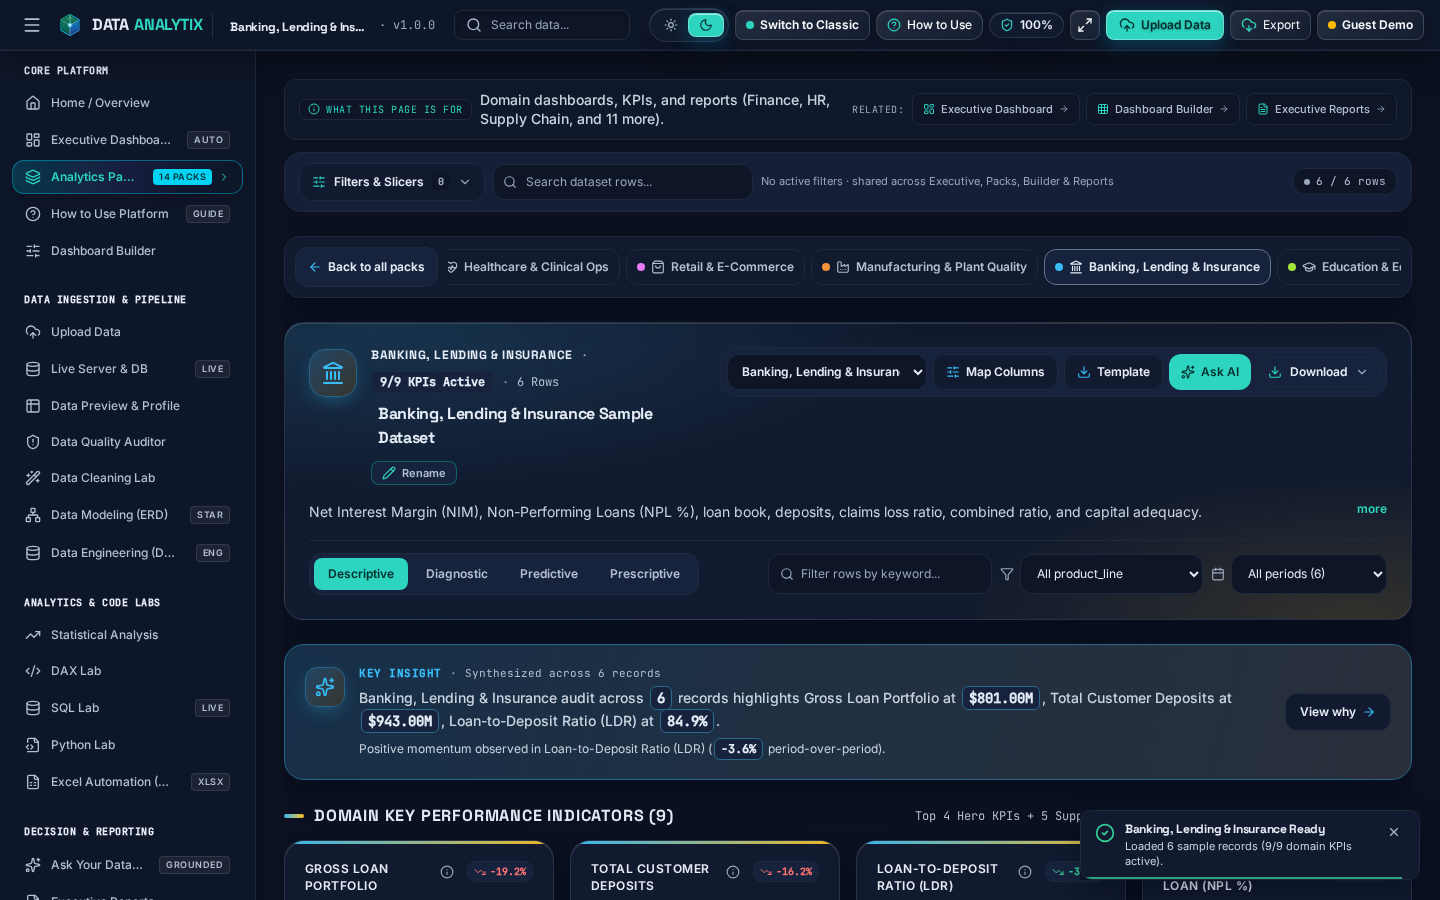 DATA ANALYTIX
Banking, Lending & Ins... · v1.0.0
Search data...
Switch to Classic
How to Use
100%
Upload Data
Export
Guest Demo
CORE PLATFORM
Home / Overview
Executive Dashboa... AUTO
Analytics Pa... 14 PACKS
How to Use Platform GUIDE
Dashboard Builder
DATA INGESTION & PIPELINE
Upload Data
Live Server & DB LIVE
Data Preview & Profile
Data Quality Auditor
Data Cleaning Lab
Data Modeling (ERD) STAR
Data Engineering (D... ENG
ANALYTICS & CODE LABS
Statistical Analysis
DAX Lab
SQL Lab LIVE
Python Lab
Excel Automation (... XLSX
DECISION & REPORTING
Ask Your Data... GROUNDED
WHAT THIS PAGE IS FOR
Domain dashboards, KPIs, and reports (Finance, HR,
Supply Chain, and 11 more).
RELATED:
Executive Dashboard
Dashboard Builder
Executive Reports
Filters & Slicers 0
Search dataset rows...
No active filters · shared across Executive, Packs, Builder & Reports
6 / 6 rows
Back to all packs
Healthcare & Clinical Ops
Retail & E-Commerce
Manufacturing & Plant Quality
Banking, Lending & Insurance
Education &
BANKING, LENDING & INSURANCE ·
9/9 KPIs Active · 6 Rows
Banking, Lending & Insurance Sample
Dataset
Rename
Banking, Lending & Insuran
Map Columns
Template
Ask AI
Download
Net Interest Margin (NIM), Non-Performing Loans (NPL %), loan book, deposits, claims loss ratio, combined ratio, and capital adequacy.
more
Descriptive
Diagnostic
Predictive
Prescriptive
Filter rows by keyword...
All product_line
All periods (6)
KEY INSIGHT · Synthesized across 6 records
Banking, Lending & Insurance audit across 6 records highlights Gross Loan Portfolio at $801.00M , Total Customer Deposits at
$943.00M , Loan-to-Deposit Ratio (LDR) at 84.9% .
Positive momentum observed in Loan-to-Deposit Ratio (LDR) ( -3.6% period-over-period).
View why
DOMAIN KEY PERFORMANCE INDICATORS (9)
Top 4 Hero KPIs + 5
GROSS LOAN
PORTFOLIO
-19.2%
TOTAL CUSTOMER
DEPOSITS
-16.2%
LOAN-TO-DEPOSIT
RATIO (LDR)
LOAN (NPL %)
Banking, Lending & Insurance Ready
Loaded 6 sample records (9/9 domain KPIs
active).